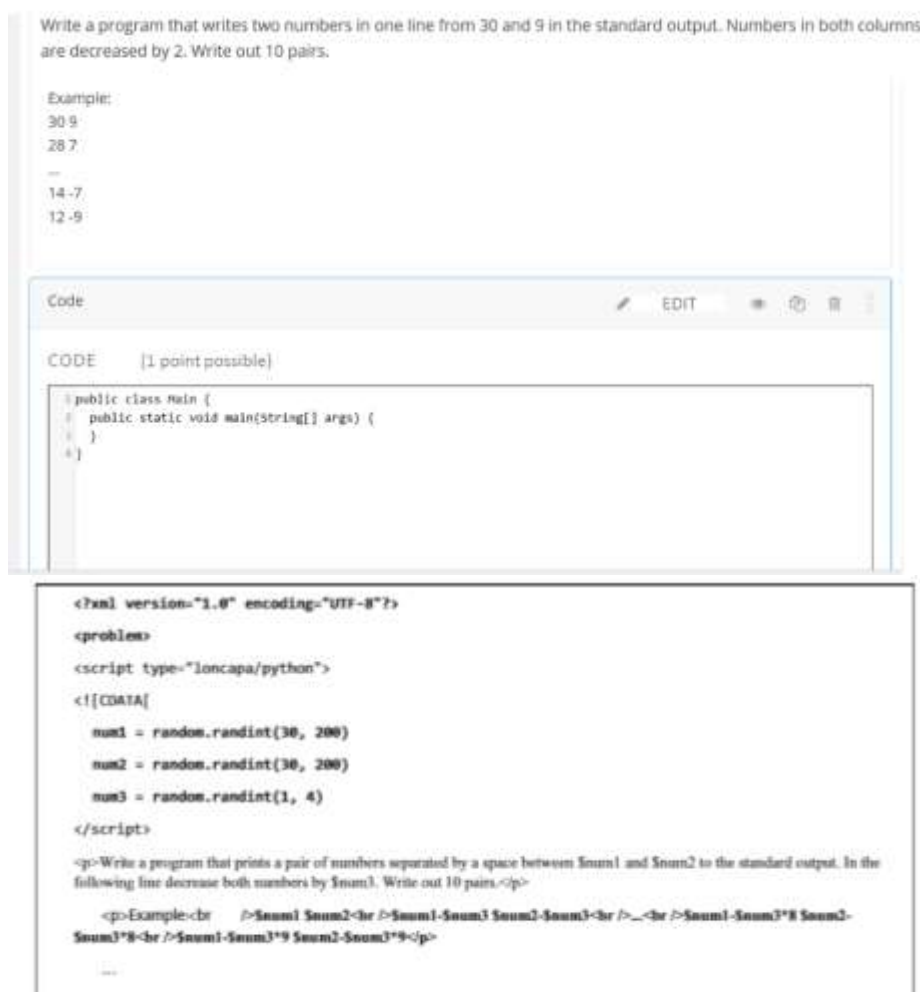 Write a program that writes two numbers in one line from 30 and 9 in the standard output. Numbers in both columns
are decreased by 2. Write out 10 pairs.
Example:
30 9
28 7
...
14 -7
12 -9
Code
EDIT
CODE (1 point possible)
1 public class Main {
2 public static void main(String[] args) {
3 }
4 }
<?xml version="1.0" encoding="UTF-8"?>
<problem>
<script type="loncapa/python">
<![CDATA[
num1 = random.randint(30, 200)
num2 = random.randint(30, 200)
num3 = random.randint(1, 4)
</script>
<p>Write a program that prints a pair of numbers separated by a space between $num1 and $num2 to the standard output. In the
following line decrease both numbers by $num3. Write out 10 pairs.</p>
<p>Example<br />$num1 $num2<br />$num1-$num3 $num2-$num3<br />...<br />$num1-$num3*8 $num2-
$num3*8<br />$num1-$num3*9 $num2-$num3*9</p>
...